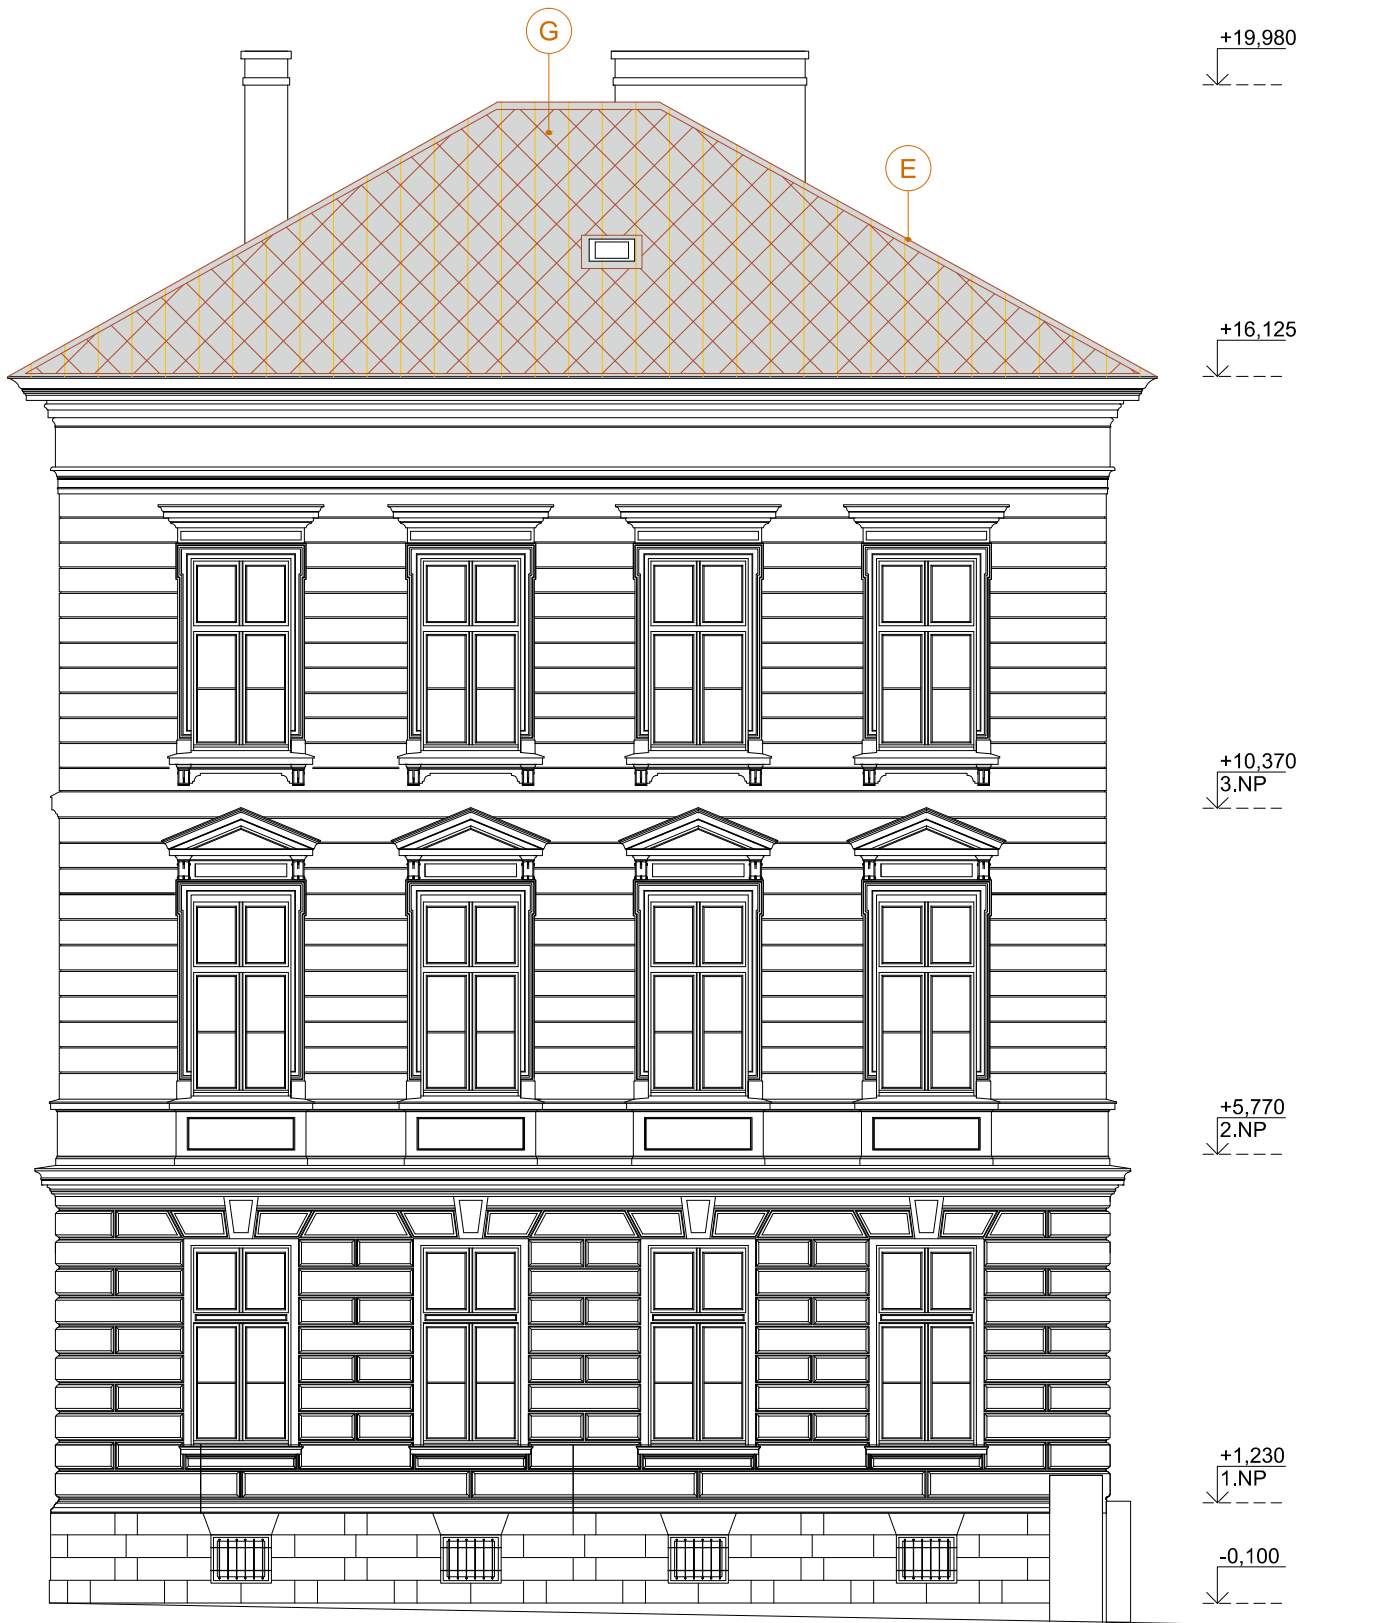 G
+19,980
E
+16,125
+10,370
3.NP
+5,770
2.NP
+1,230
1.NP
-0,100